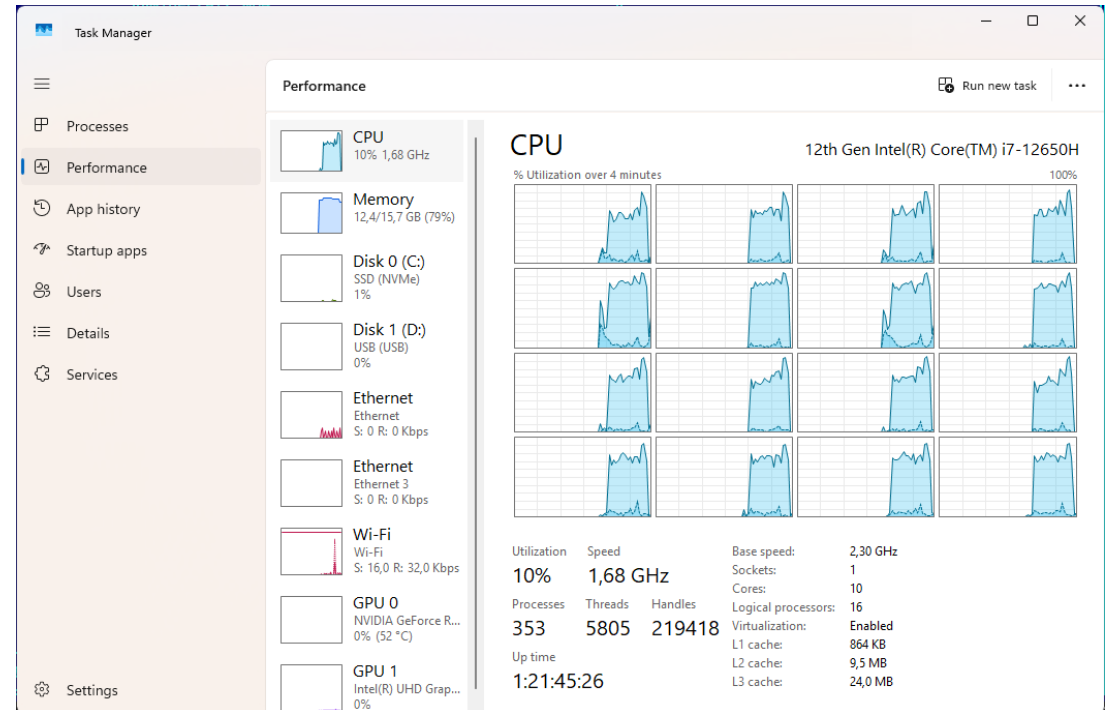 Task Manager
Performance
Run new task
Processes
Performance
App history
Startup apps
Users
Details
Services
Settings
CPU
10% 1,68 GHz
Memory
12,4/15,7 GB (79%)
Disk 0 (C:)
SSD (NVMe)
1%
Disk 1 (D:)
USB (USB)
0%
Ethernet
Ethernet
S: 0 R: 0 Kbps
Ethernet
Ethernet 3
S: 0 R: 0 Kbps
Wi-Fi
Wi-Fi
S: 16,0 R: 32,0 Kbps
GPU 0
NVIDIA GeForce R...
0% (52 °C)
GPU 1
Intel(R) UHD Grap...
0%
CPU
12th Gen Intel(R) Core(TM) i7-12650H
% Utilization over 4 minutes
100%
Utilization Speed
10% 1,68 GHz
Processes Threads Handles
353 5805 219418
Up time
1:21:45:26
Base speed: 2,30 GHz
Sockets: 1
Cores: 10
Logical processors: 16
Virtualization: Enabled
L1 cache: 864 KB
L2 cache: 9,5 MB
L3 cache: 24,0 MB